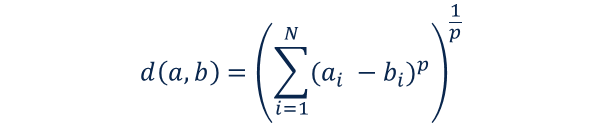 d(a, b) = (∑_{i=1}^{N} (a_i − b_i)^p)^{1/p}